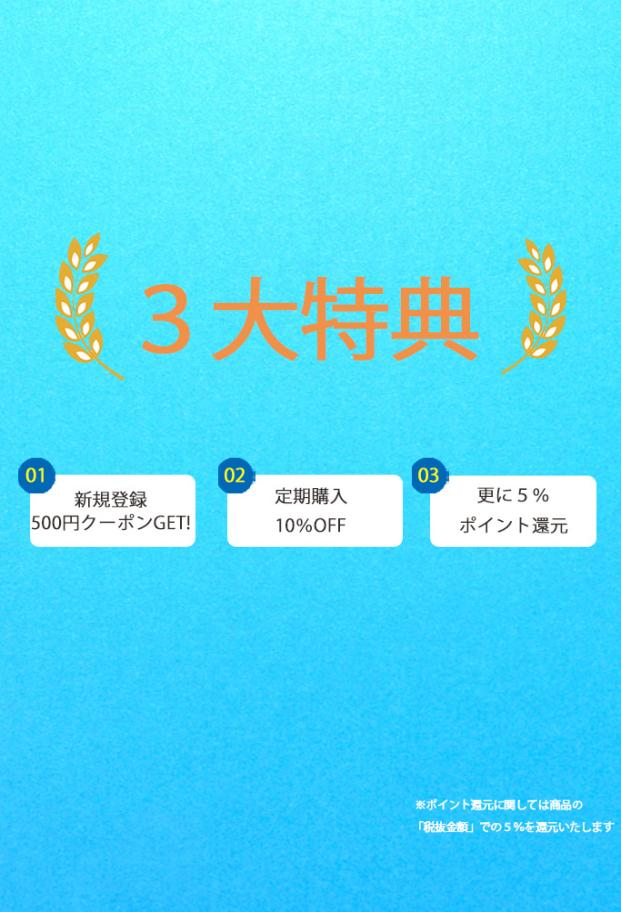 ３大特典
01
新規登録
500円クーポンGET!
02
定期購入
10%OFF
03
更に５％
ポイント還元
※ポイント還元に関しては商品の
「税抜金額」での５％を還元いたします